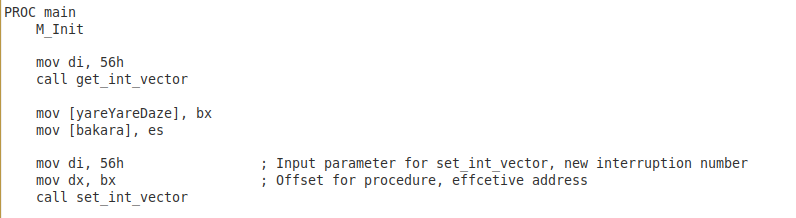 PROC main
M_Init
mov di, 56h
call get_int_vector
mov [yareYareDaze], bx
mov [bakara], es
mov di, 56h ; Input parameter for set_int_vector, new interruption number
mov dx, bx ; Offset for procedure, effcetive address
call set_int_vector